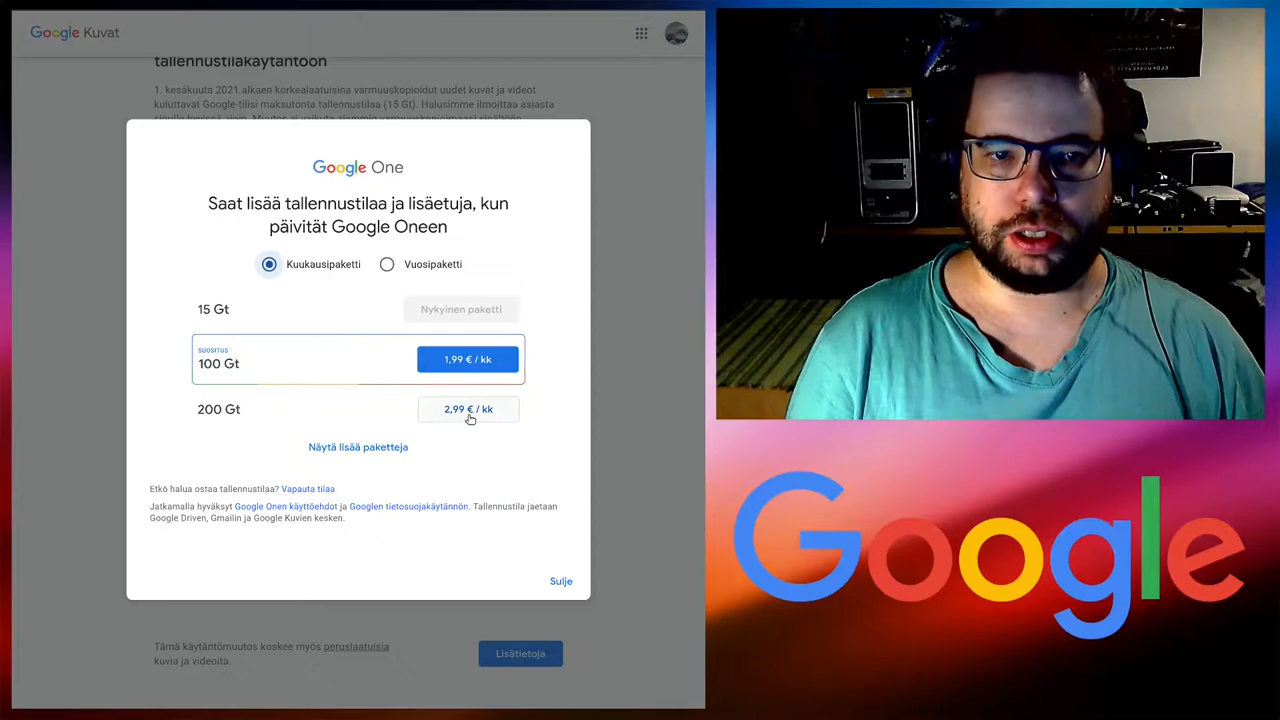 Google Kuvat
tallennustilakäytäntöön
1. kesäkuuta 2021 alkaen korkealaatuisina varmuuskopioidut uudet kuvat ja videot
kuluttavat Google-tilisi maksutonta tallennustilaa (15 Gt). Halusimme ilmoittaa asiasta
Google One
Saat lisää tallennustilaa ja lisäetuja, kun
päivität Google Oneen
Kuukausipaketti
Vuosipaketti
15 Gt
Nykyinen paketti
SUOSITUS
100 Gt
1,99 € / kk
200 Gt
2,99 € / kk
Näytä lisää paketteja
Etkö halua ostaa tallennustilaa? Vapauta tilaa
Jatkamalla hyväksyt Google Onen käyttöehdot ja Googlen tietosuojakäytännön. Tallennustila jaetaan
Google Driven, Gmailin ja Google Kuvien kesken.
Sulje
Tämä käytäntömuutos koskee myös peruslaatuisia
kuvia ja videoita.
Lisätietoja
Google